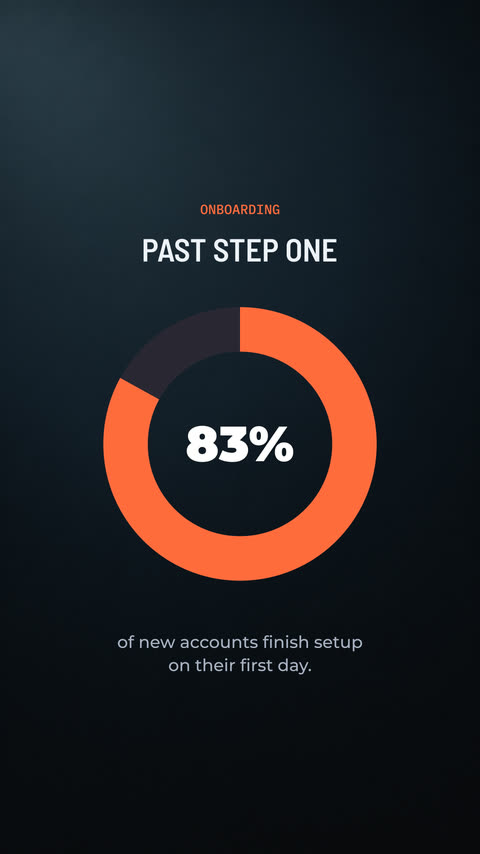 ONBOARDING
PAST STEP ONE
83%
of new accounts finish setup
on their first day.